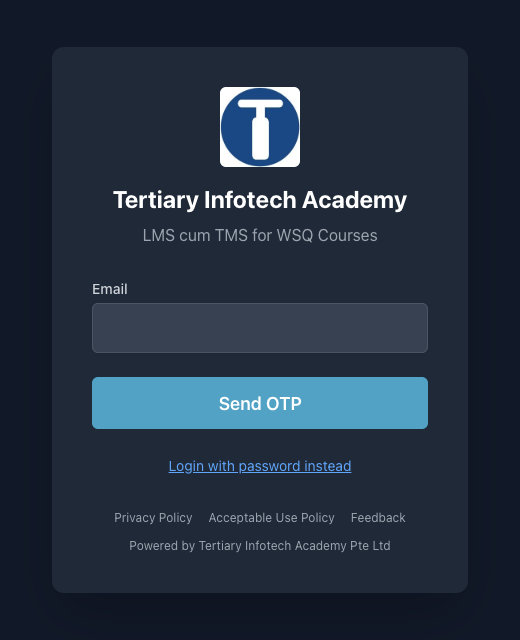 Tertiary Infotech Academy
LMS cum TMS for WSQ Courses
Email
Send OTP
Login with password instead
Privacy Policy Acceptable Use Policy Feedback
Powered by Tertiary Infotech Academy Pte Ltd